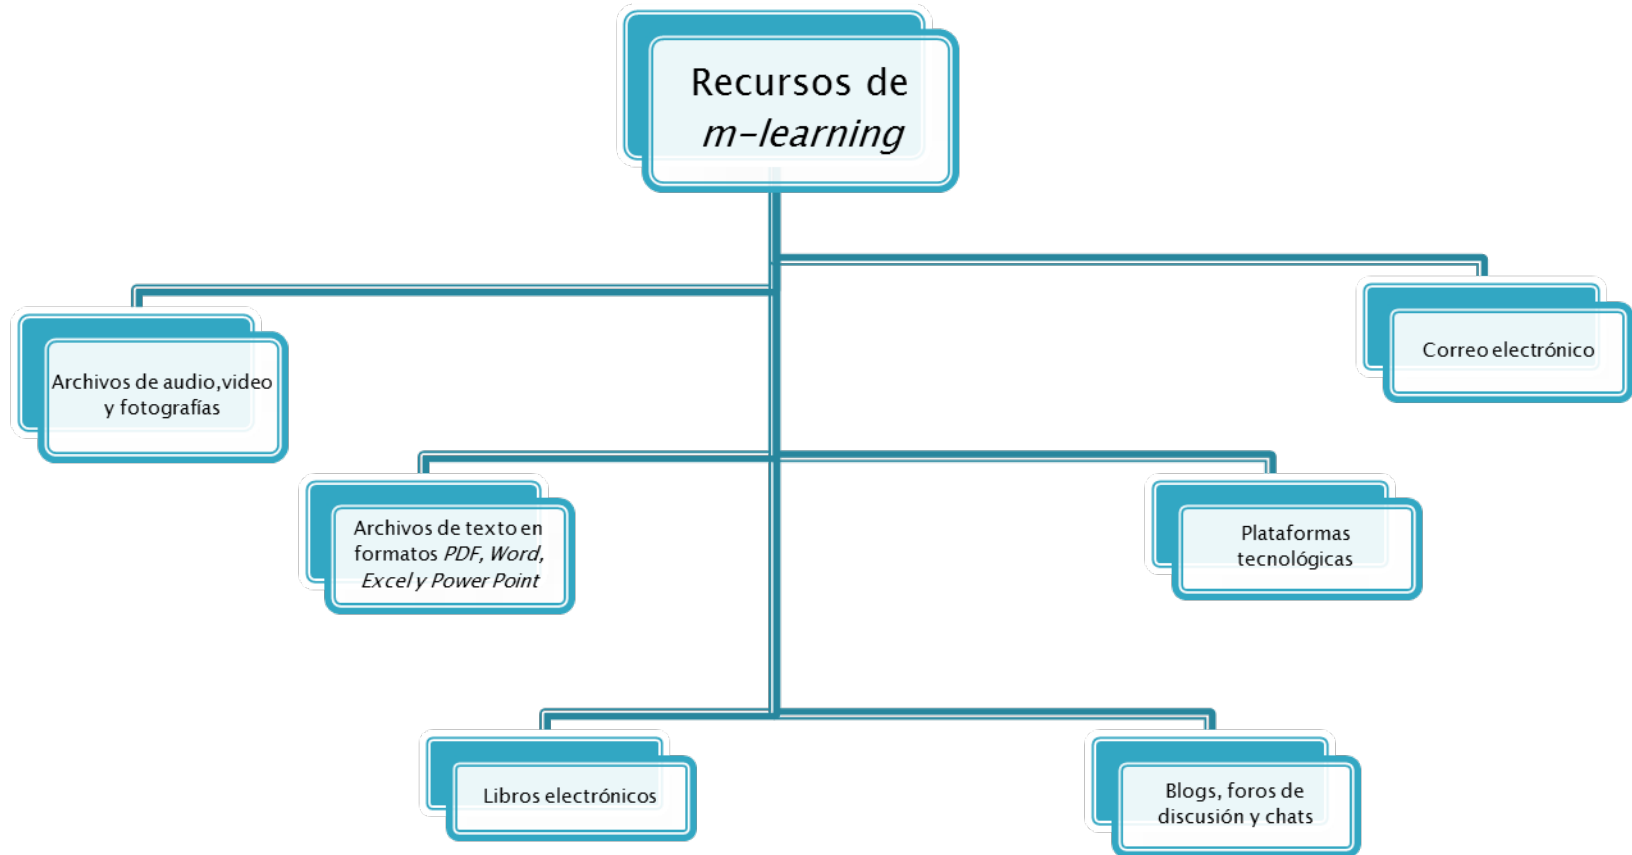 Recursos de
m-learning
Archivos de audio,video
y fotografías
Correo electrónico
Archivos de texto en
formatos PDF, Word,
Excel y Power Point
Plataformas
tecnológicas
Libros electrónicos
Blogs, foros de
discusión y chats